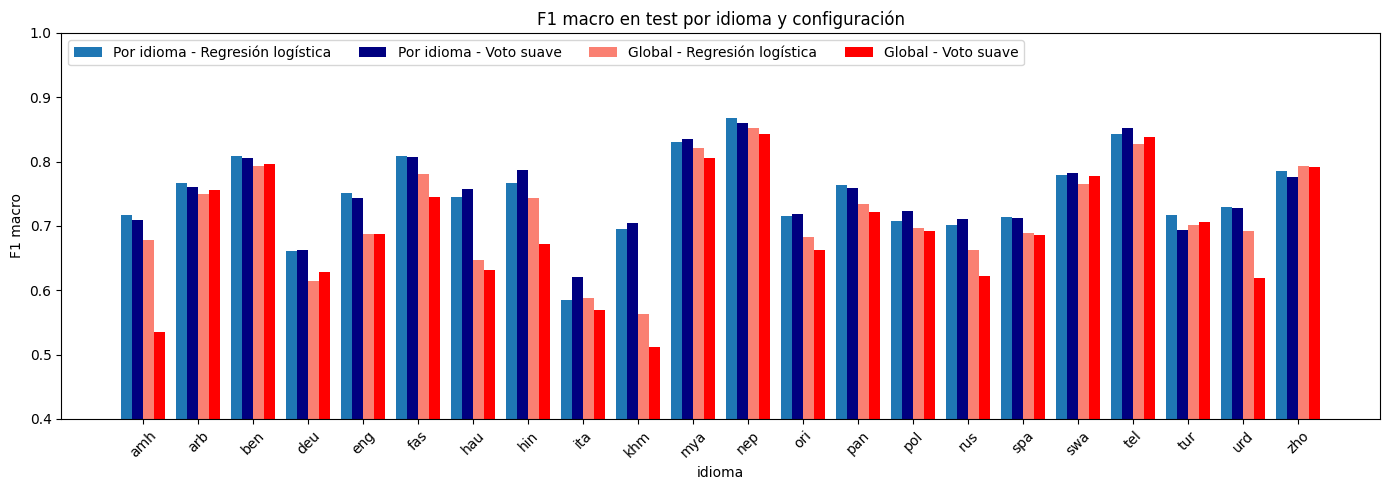 F1 macro en test por idioma y configuración
Por idioma - Regresión logística
Por idioma - Voto suave
Global - Regresión logística
Global - Voto suave
F1 macro
1.0
0.9
0.8
0.7
0.6
0.5
0.4
amh
arb
ben
deu
eng
fas
hau
hin
ita
khm
mya
nep
ori
pan
pol
rus
spa
swa
tel
tur
urd
zho
idioma